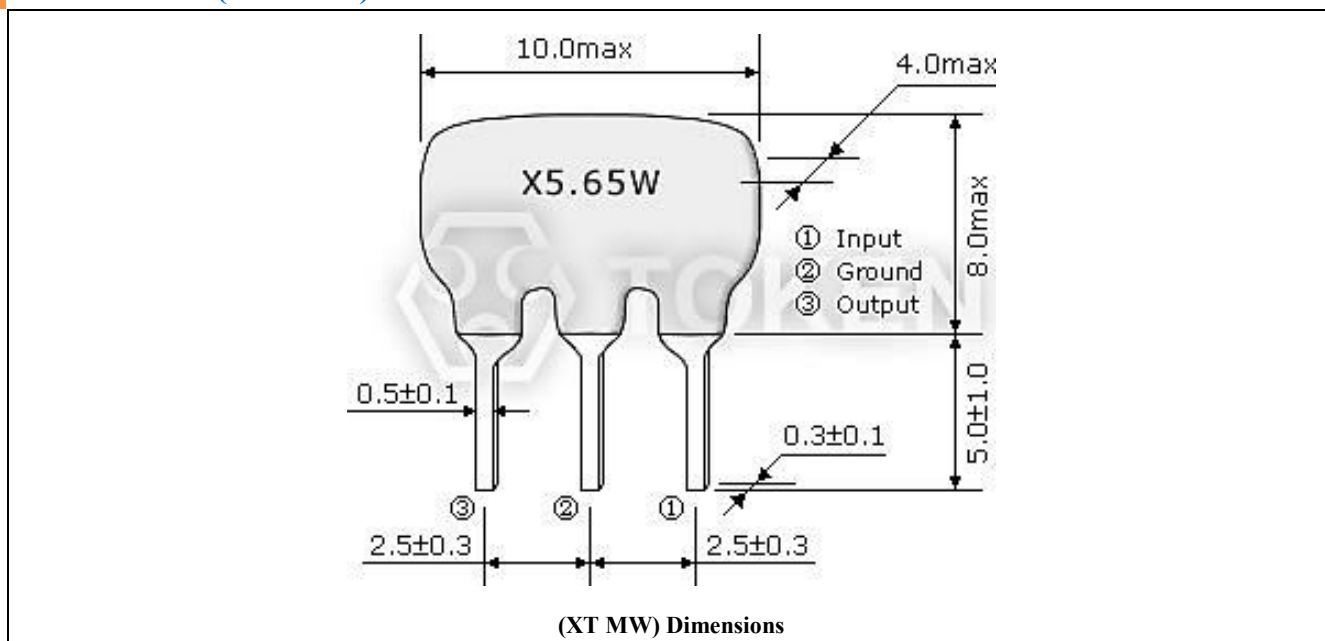 10.0max
4.0max
X5.65W
8.0max
① Input
② Ground
③ Output
TOKEN
0.5±0.1
5.0±1.0
0.3±0.1
③ ② ①
2.5±0.3 2.5±0.3
(XT MW) Dimensions